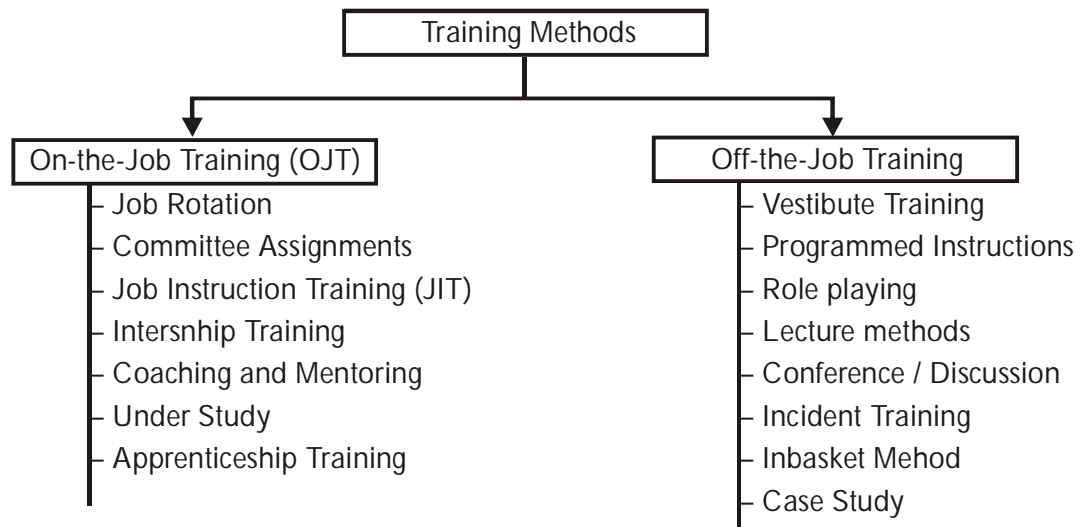 Training Methods
On-the-Job Training (OJT)
– Job Rotation
– Committee Assignments
– Job Instruction Training (JIT)
– Intersnhip Training
– Coaching and Mentoring
– Under Study
– Apprenticeship Training
Off-the-Job Training
– Vestibute Training
– Programmed Instructions
– Role playing
– Lecture methods
– Conference / Discussion
– Incident Training
– Inbasket Mehod
– Case Study